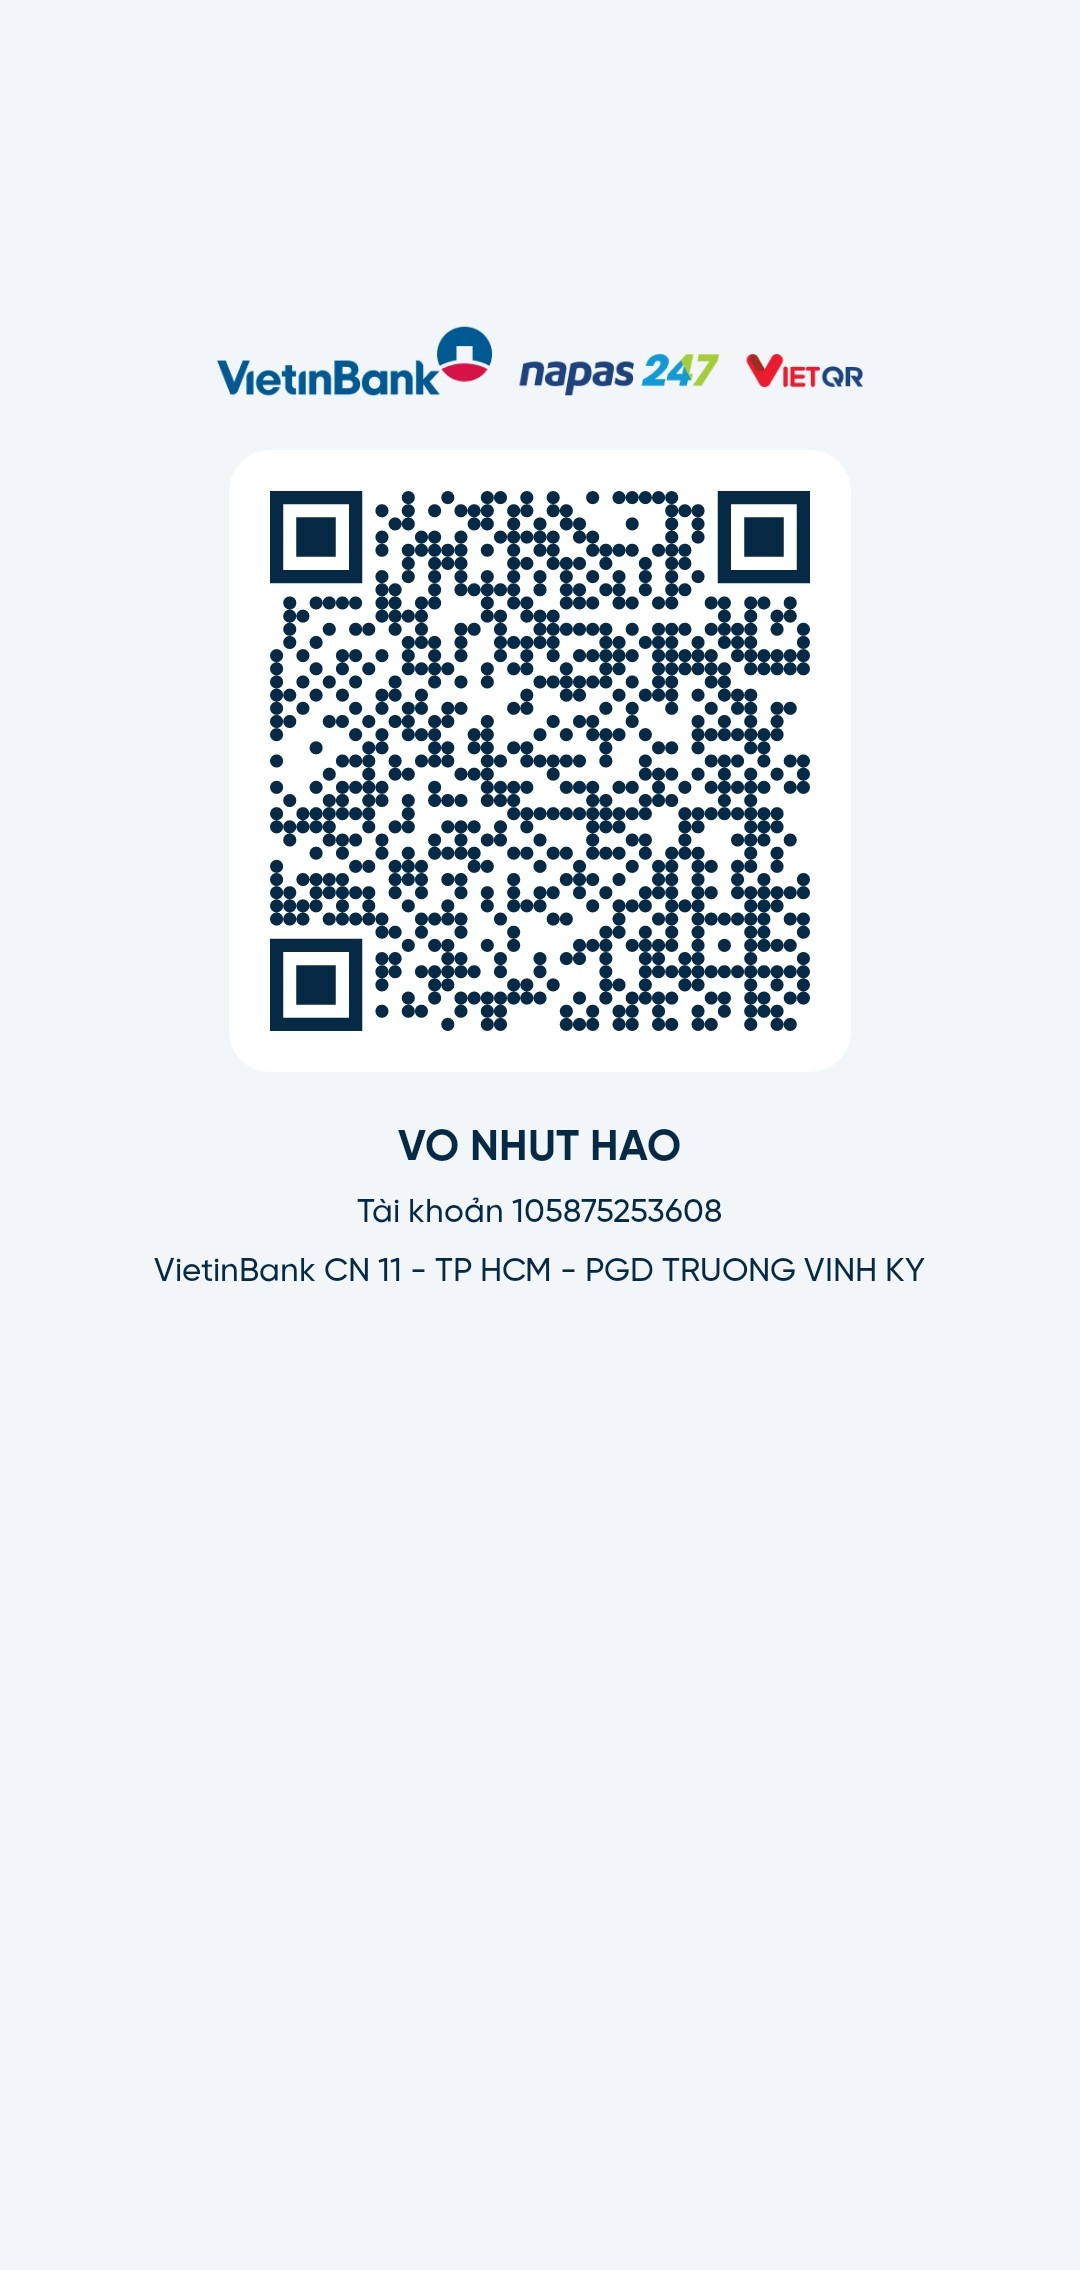 VietinBank napas 247 VIETQR
VO NHUT HAO
Tài khoản 105875253608
VietinBank CN 11 - TP HCM - PGD TRUONG VINH KY